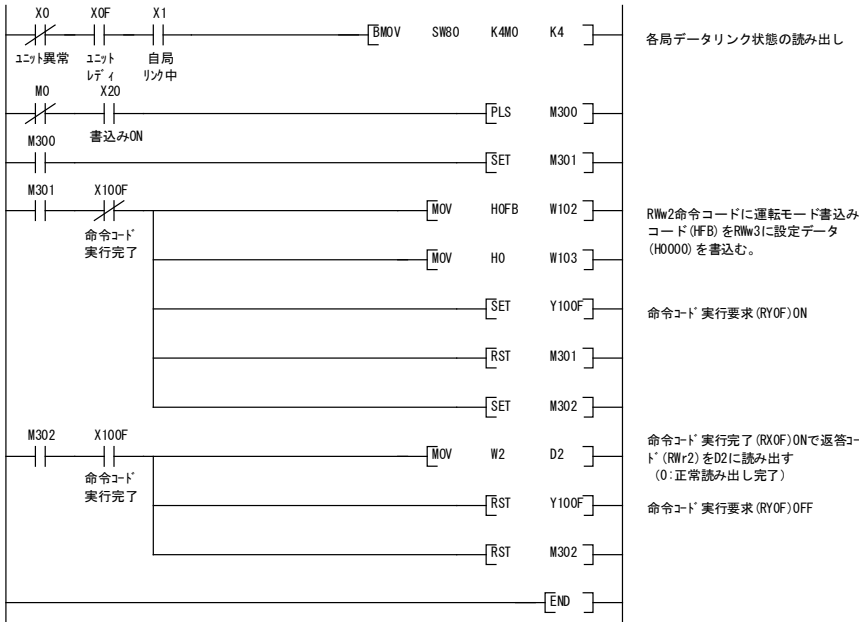 X0 X0F X1
BMOV SW80 K4M0 K4
各局データリンク状態の読み出し
ﾕﾆｯﾄ異常 ﾕﾆｯﾄ 自局
ﾚﾃﾞｨ ﾘﾝｸ中
M0 X20
PLS M300
書込みON
M300
SET M301
M301 X100F
MOV H0FB W102
命令ｺｰﾄﾞ
実行完了
RWw2命令コードに運転モード書込み
コード(HFB)をRWw3に設定データ
(H0000)を書込む。
MOV H0 W103
SET Y100F
命令ｺｰﾄﾞ実行要求(RY0F)ON
RST M301
SET M302
M302 X100F
MOV W2 D2
命令ｺｰﾄﾞ
実行完了
命令ｺｰﾄﾞ実行完了(RX0F)ONで返答ｺｰ
ﾄﾞ(RWr2)をD2に読み出す
(0:正常読み出し完了)
RST Y100F
命令ｺｰﾄﾞ実行要求(RY0F)OFF
RST M302
END